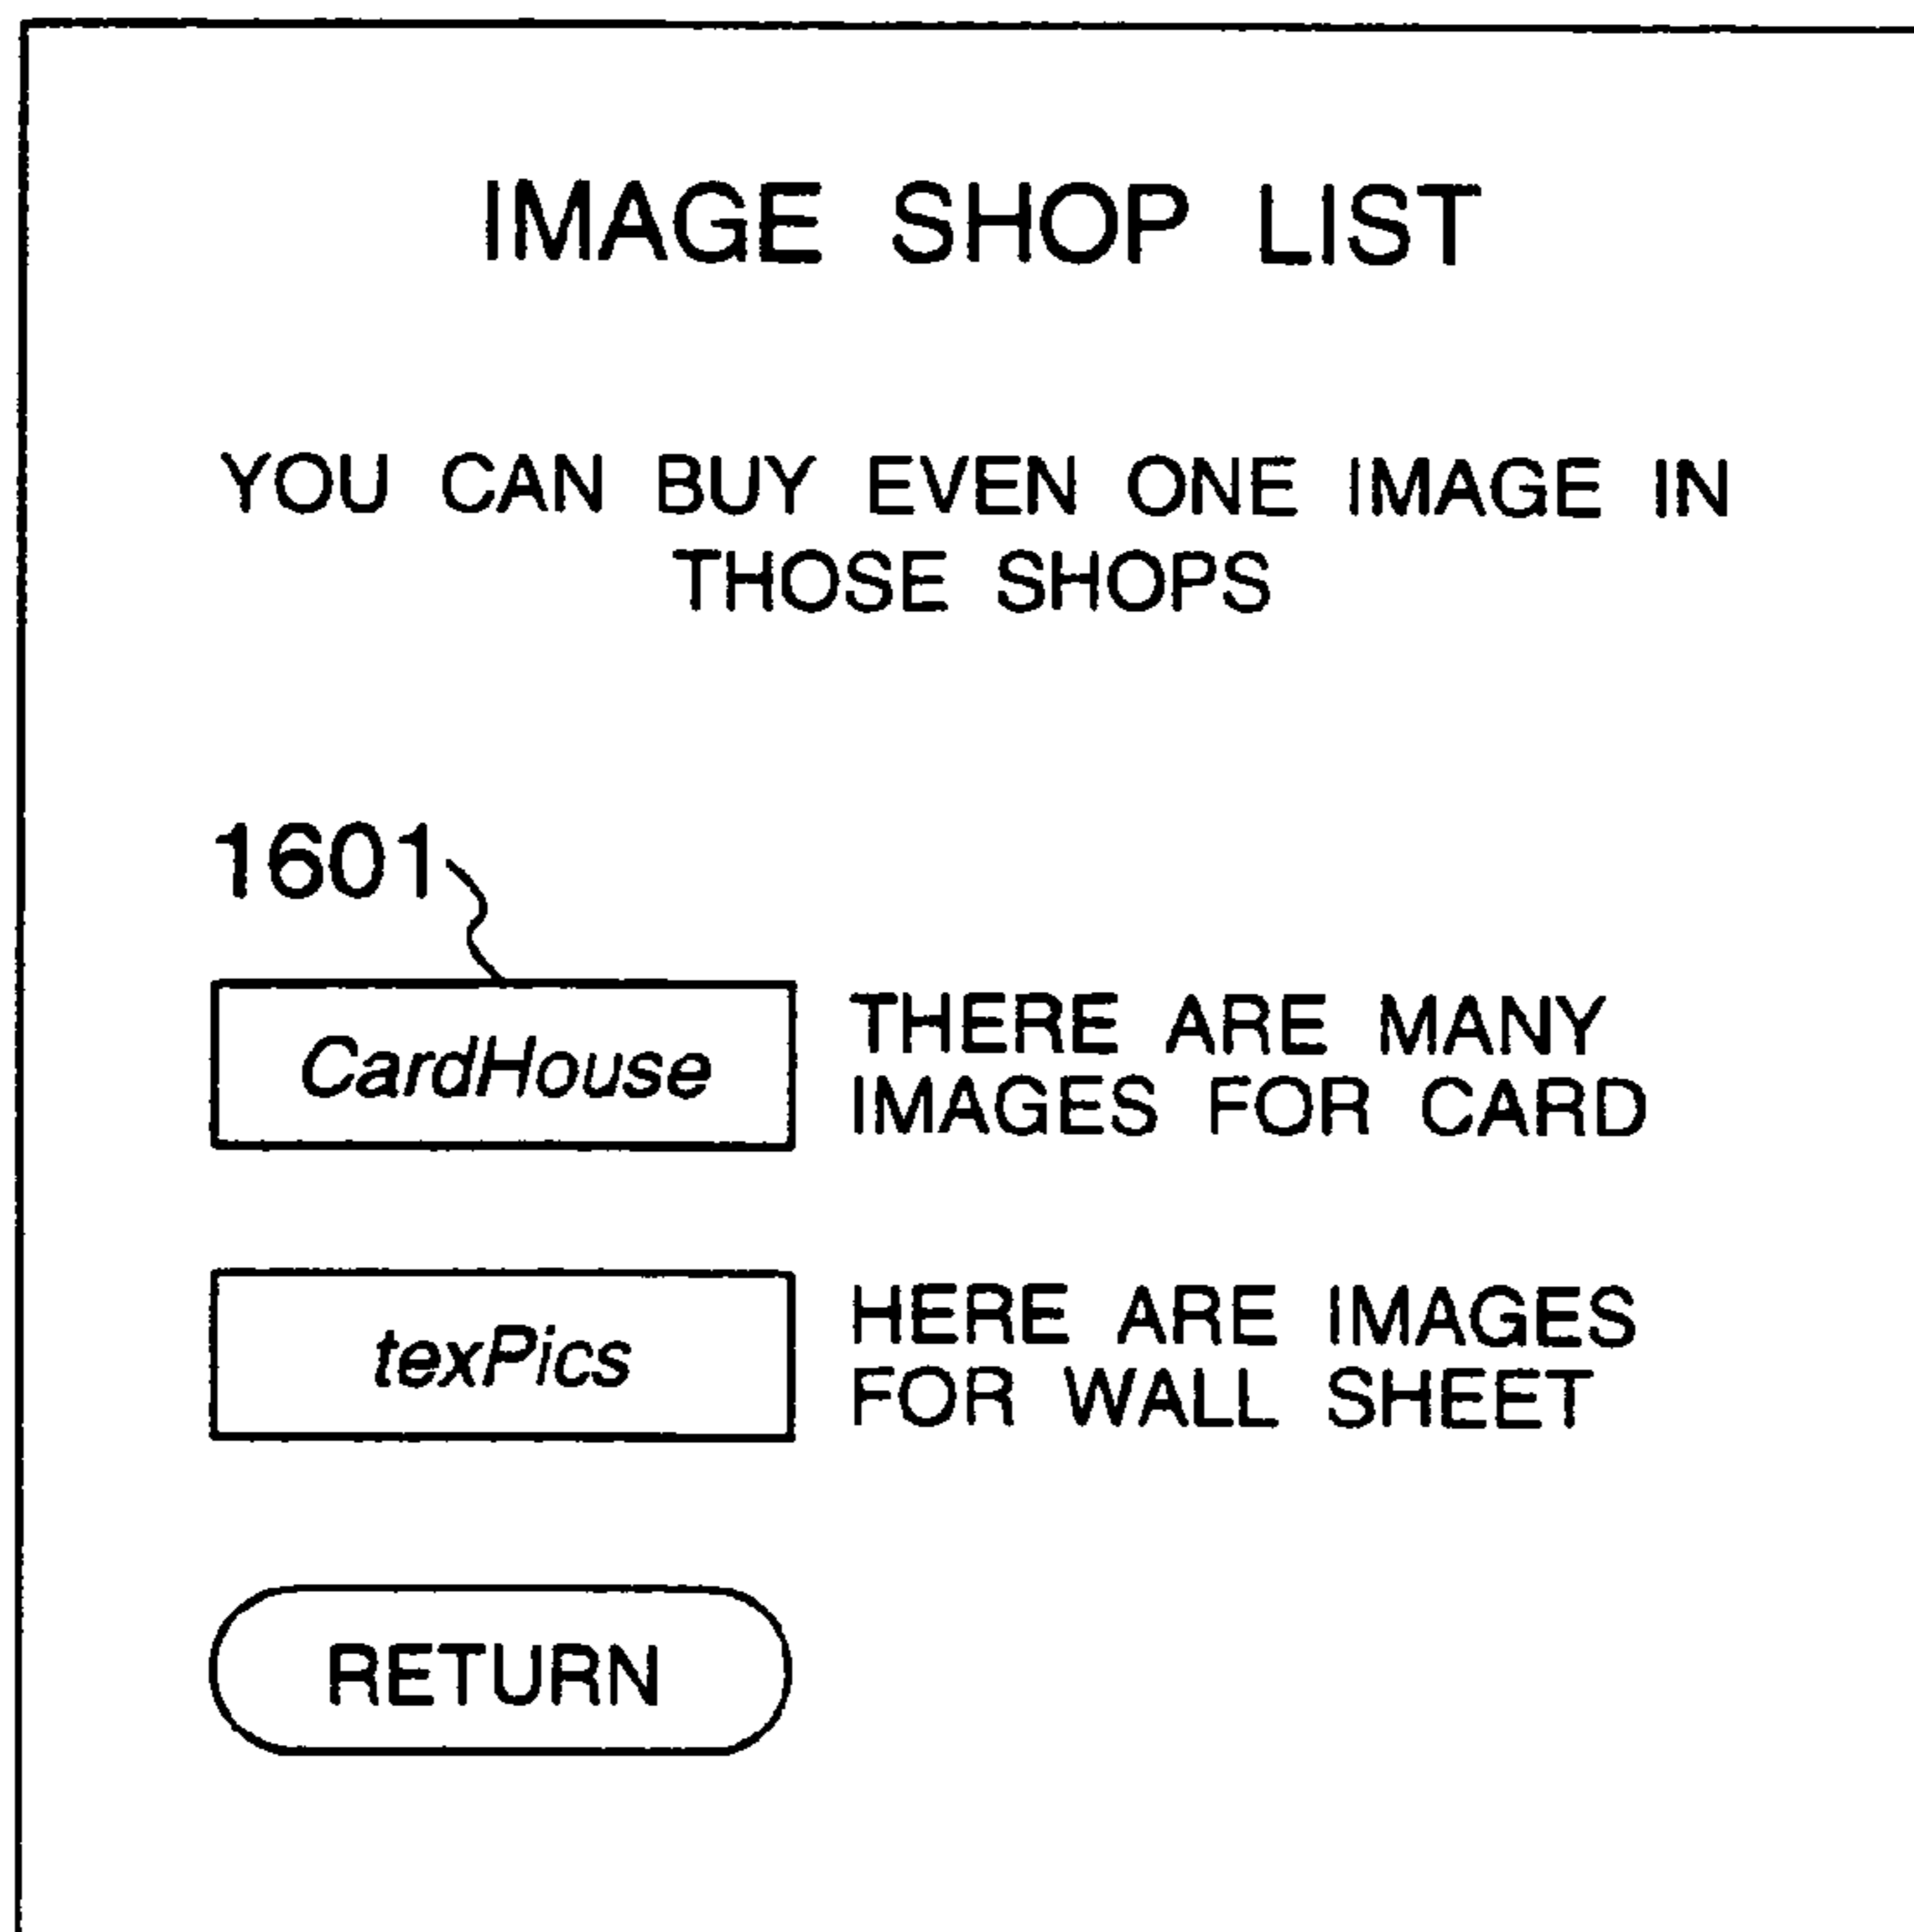 IMAGE SHOP LIST
YOU CAN BUY EVEN ONE IMAGE IN
THOSE SHOPS
1601
CardHouse
THERE ARE MANY
IMAGES FOR CARD
texPics
HERE ARE IMAGES
FOR WALL SHEET
RETURN